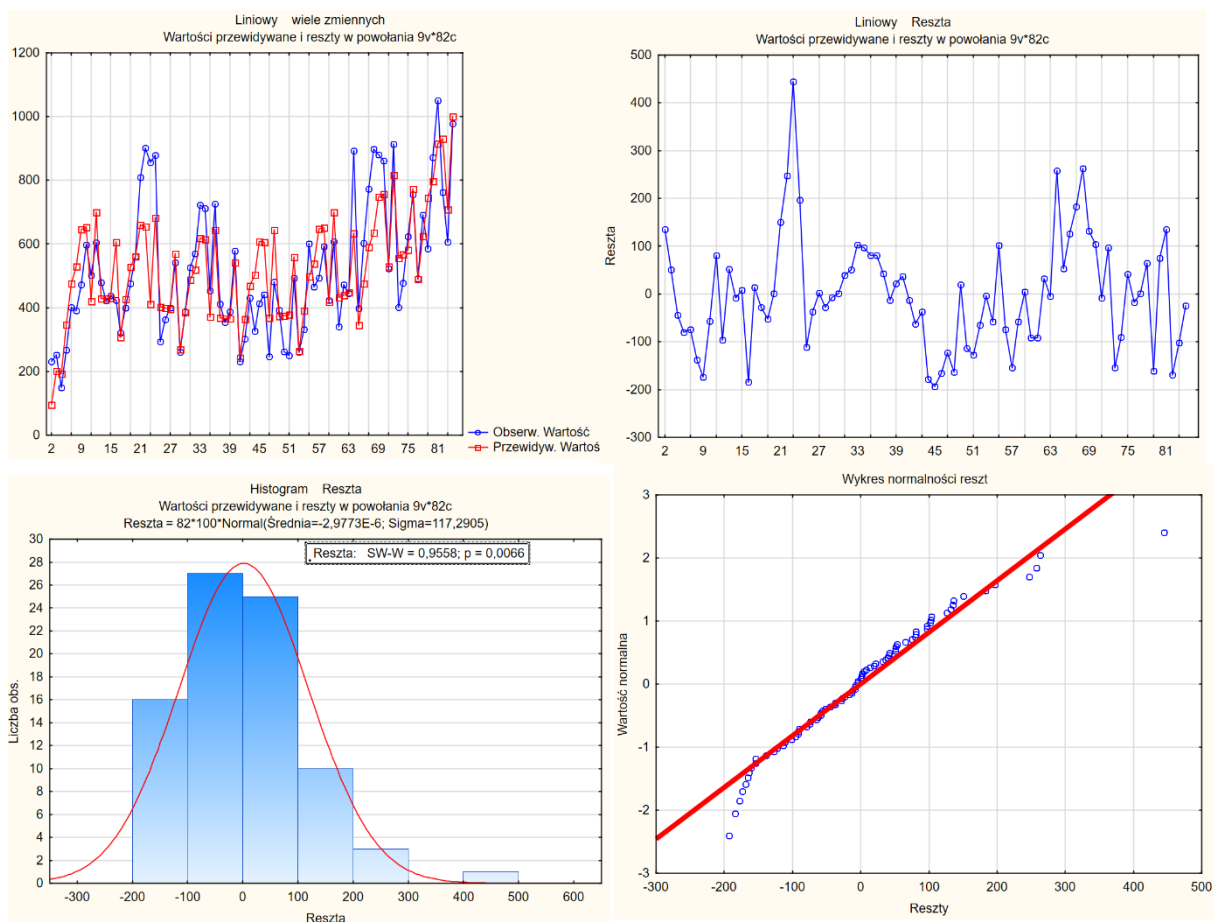 Liniowy wiele zmiennych
Wartości przewidywane i reszty w powołania 9v*82c
1200
1000
800
600
400
200
0
2 9 15 21 27 33 39 45 51 57 63 69 75 81
Obserw. Wartość
Przewidyw. Wartoś
Liniowy Reszta
Wartości przewidywane i reszty w powołania 9v*82c
Reszta
500
400
300
200
100
0
-100
-200
-300
2 9 15 21 27 33 39 45 51 57 63 69 75 81
Histogram Reszta
Wartości przewidywane i reszty w powołania 9v*82c
Reszta = 82*100*Normal(Średnia=-2,9773E-6; Sigma=117,2905)
Reszta: SW-W = 0,9558; p = 0,0066
Liczba obs.
30
28
26
24
22
20
18
16
14
12
10
8
6
4
2
0
-300 -200 -100 0 100 200 300 400 500 600
Reszta
Wykres normalności reszt
Wartość normalna
3
2
1
0
-1
-2
-3
-300 -200 -100 0 100 200 300 400 500
Reszty